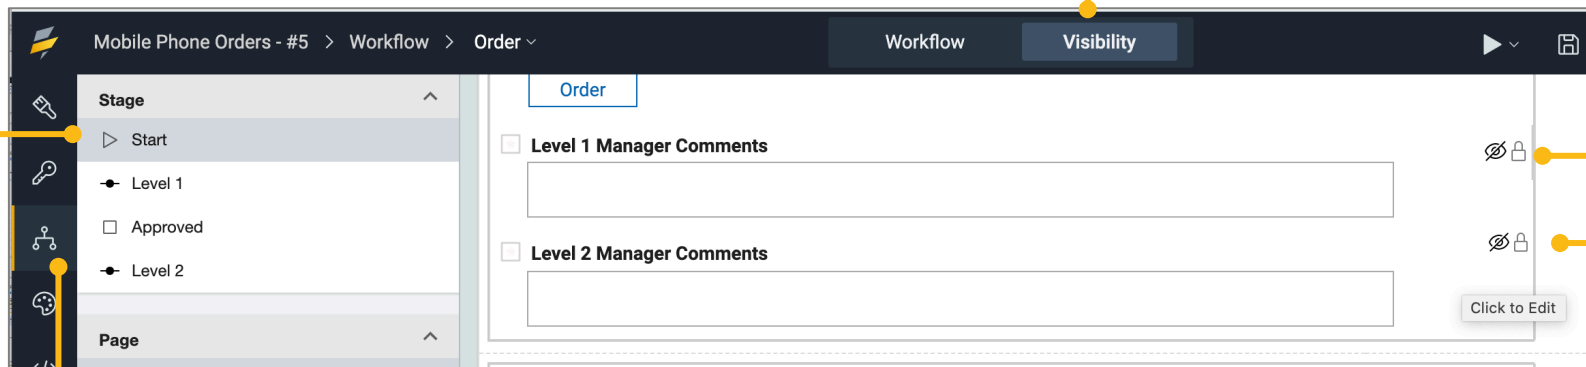 Mobile Phone Orders - #5 > Workflow > Order
Workflow
Visibility
Stage
Start
Level 1
Approved
Level 2
Page
Order
Level 1 Manager Comments
Level 2 Manager Comments
Click to Edit